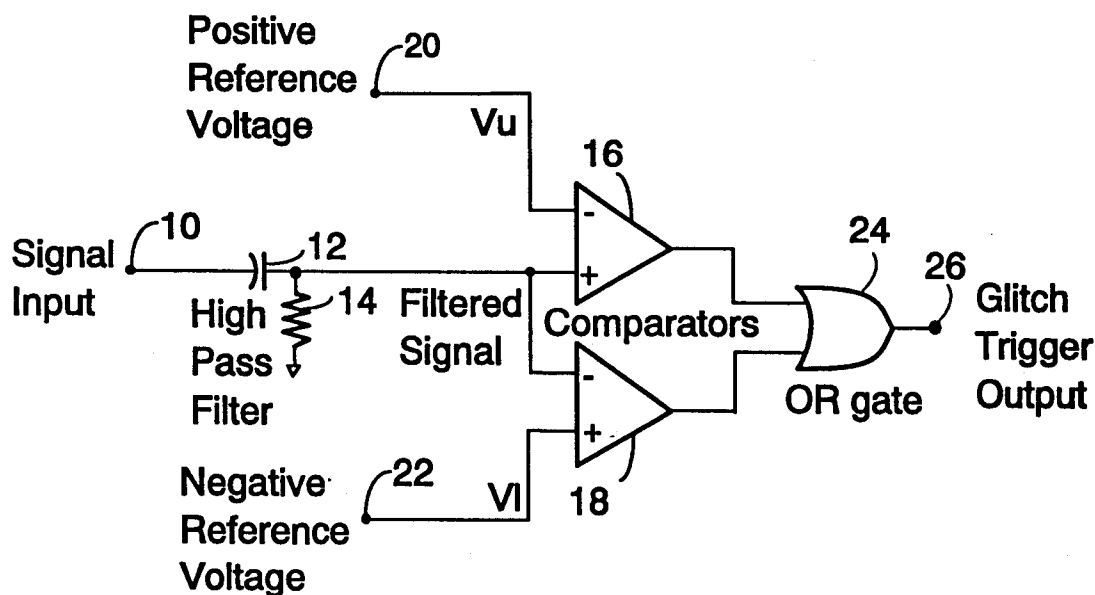 Positive
Reference
Voltage
20
Vu
16
-
+
Signal
Input
10
12
14
High
Pass
Filter
Filtered
Signal
Comparators
24
26
Glitch
Trigger
Output
OR gate
-
+
18
Negative
Reference
Voltage
22
Vl